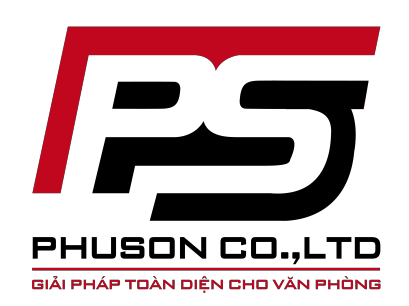 PS
PHUSON CO.,LTD
GIẢI PHÁP TOÀN DIỆN CHO VĂN PHÒNG